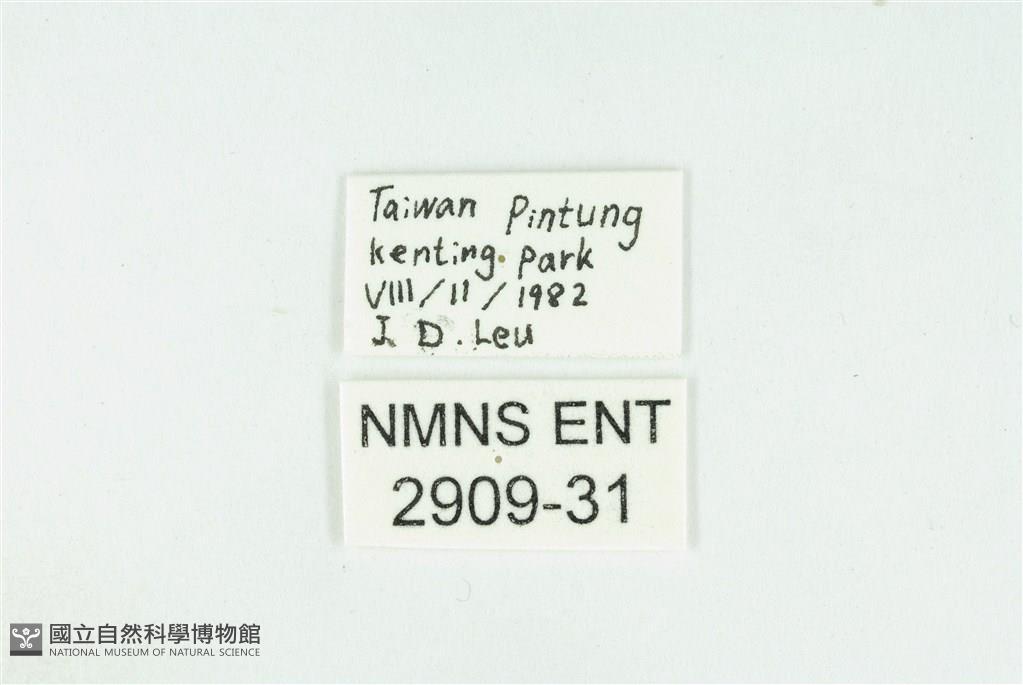 Taiwan Pintung
kenting. park
VIII/11/1982
J. D. Leu
NMNS ENT
2909-31
國立自然科學博物館
NATIONAL MUSEUM OF NATURAL SCIENCE